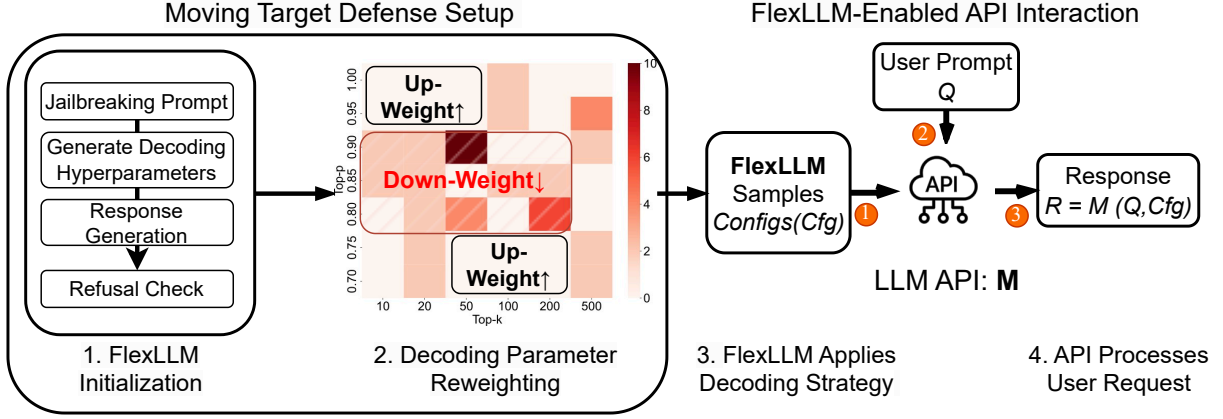 Moving Target Defense Setup
FlexLLM-Enabled API Interaction
Jailbreaking Prompt
Generate Decoding
Hyperparameters
Response
Generation
Refusal Check
1. FlexLLM
Initialization
Up-
Weight↑
Down-Weight↓
Up-
Weight↑
Top-p
1.00
0.95
0.90
0.85
0.80
0.75
0.70
10
20
50
100
200
500
Top-k
10
8
6
4
2
0
2. Decoding Parameter
Reweighting
FlexLLM
Samples
Configs(Cfg)
1
User Prompt
Q
2
API
3
Response
R = M (Q,Cfg)
LLM API: M
3. FlexLLM Applies
Decoding Strategy
4. API Processes
User Request